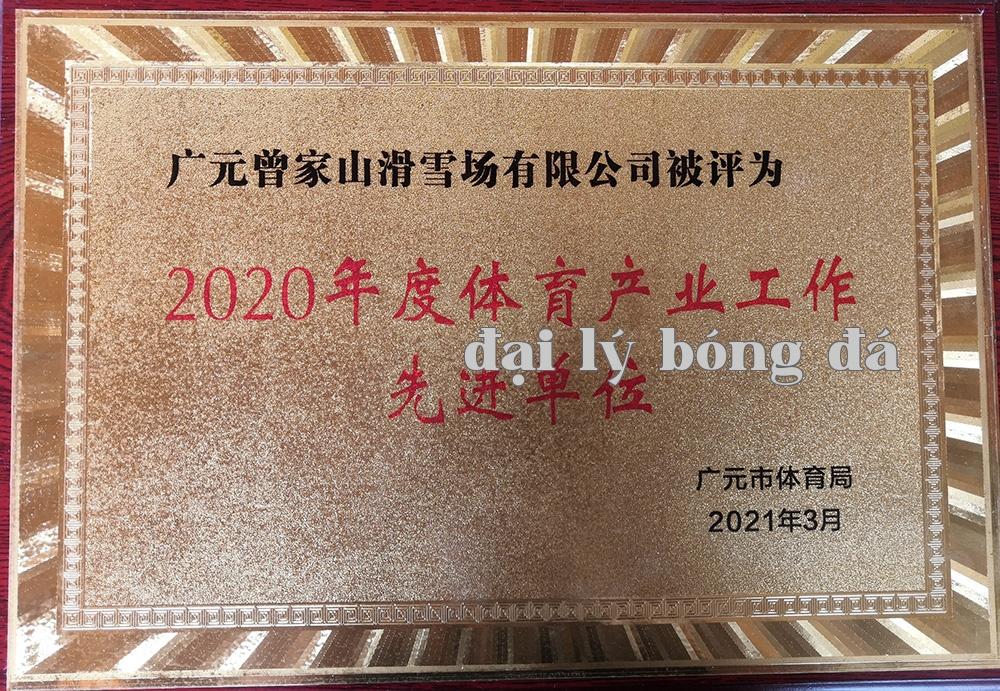 广元曾家山滑雪场有限公司被评为
2020年度体育产业工作
đại lý bóng đá
先进单位
广元市体育局
2021年3月